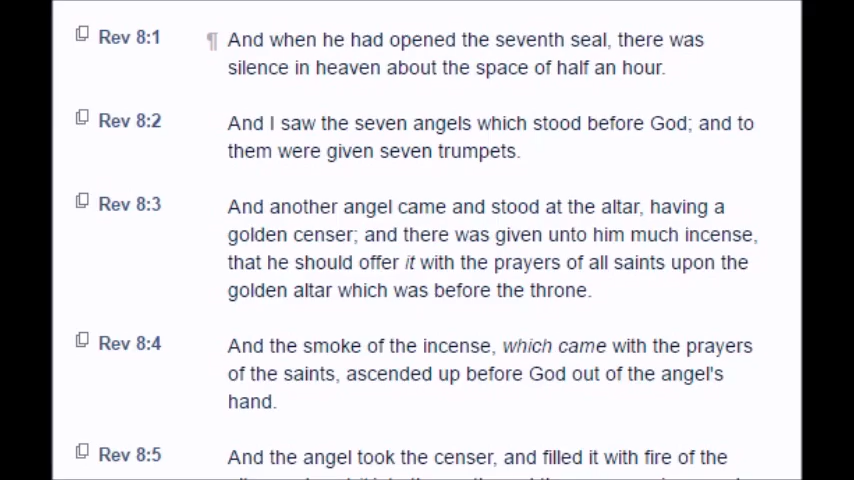 Rev 8:1 ¶ And when he had opened the seventh seal, there was
silence in heaven about the space of half an hour.
Rev 8:2 And I saw the seven angels which stood before God; and to
them were given seven trumpets.
Rev 8:3 And another angel came and stood at the altar, having a
golden censer; and there was given unto him much incense,
that he should offer it with the prayers of all saints upon the
golden altar which was before the throne.
Rev 8:4 And the smoke of the incense, which came with the prayers
of the saints, ascended up before God out of the angel's
hand.
Rev 8:5 And the angel took the censer, and filled it with fire of the